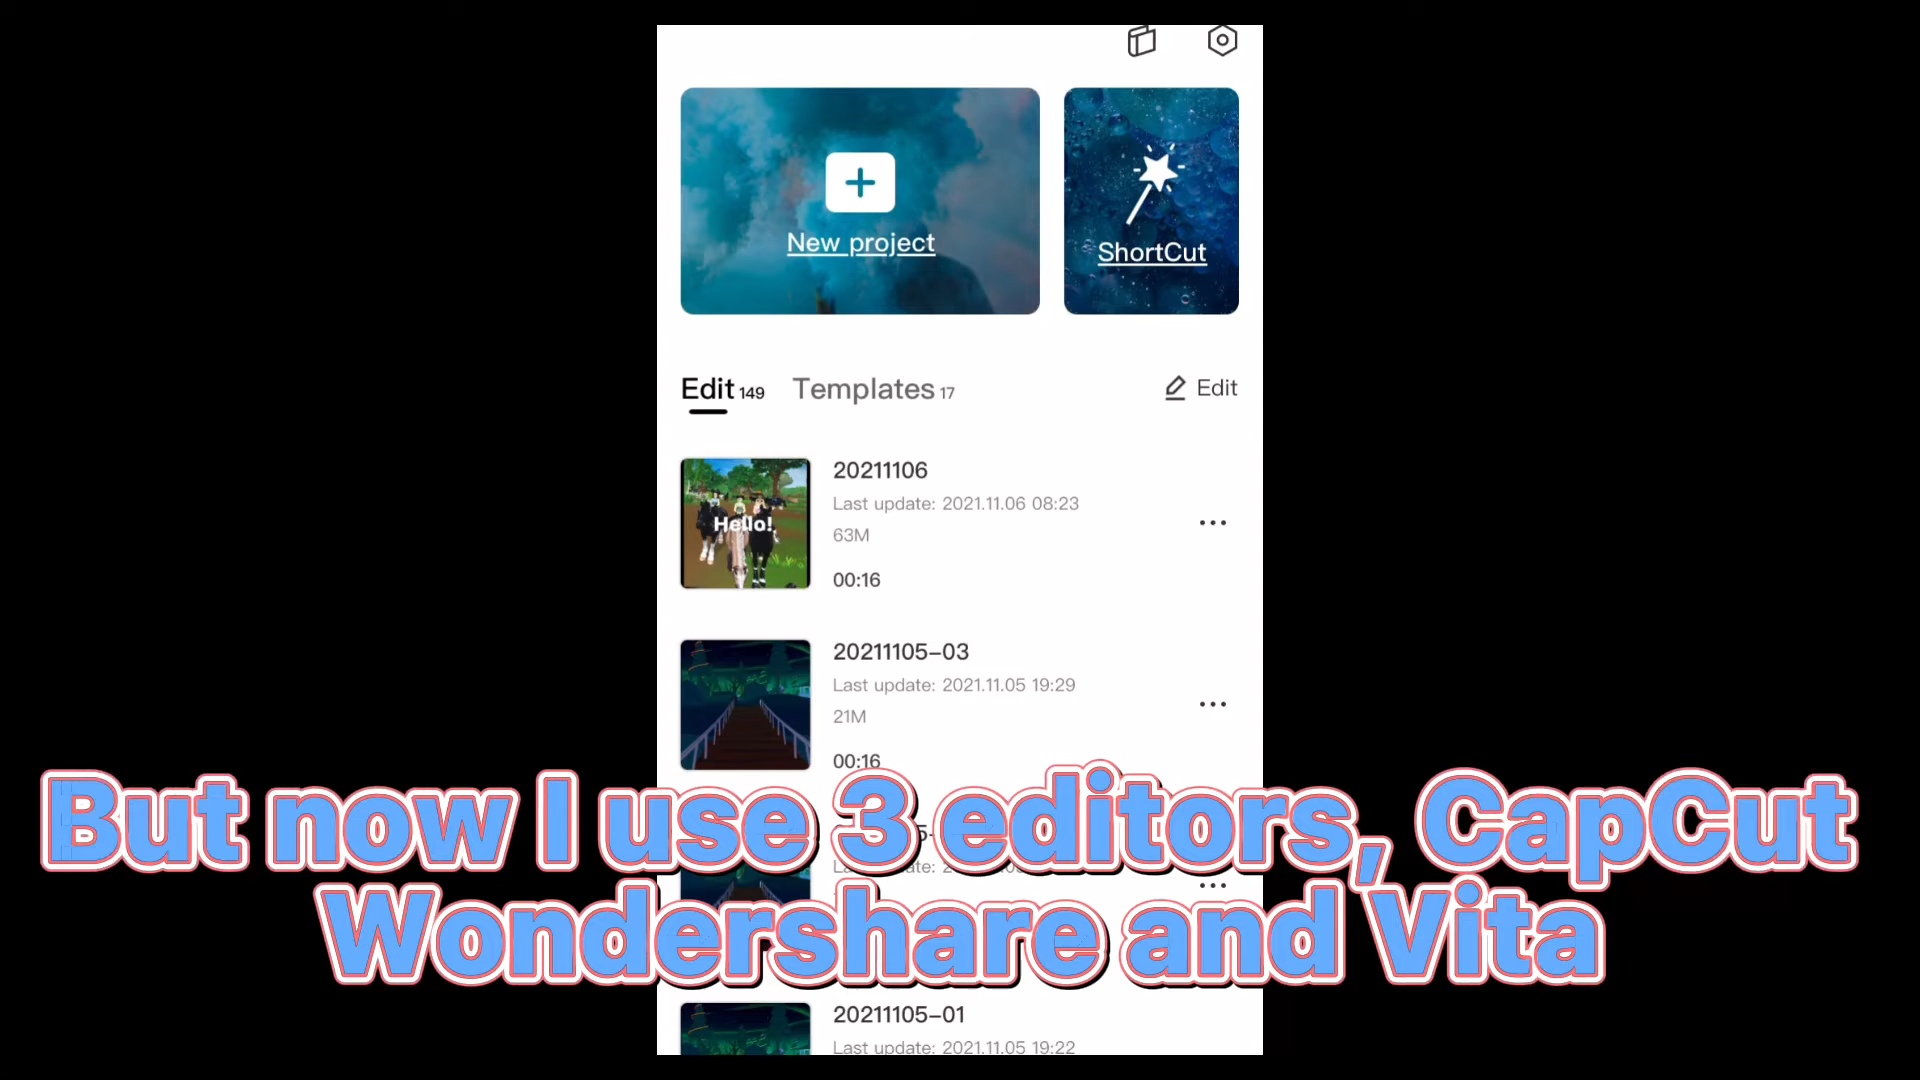 New project
ShortCut
Edit 149 Templates 17 Edit
20211106
Last update: 2021.11.06 08:23
63M
00:16
Hello!
20211105-03
Last update: 2021.11.05 19:29
21M
00:16
But now I use 3 editors, CapCut
Wondershare and Vita
20211105-01
Last update: 2021.11.05 19:22